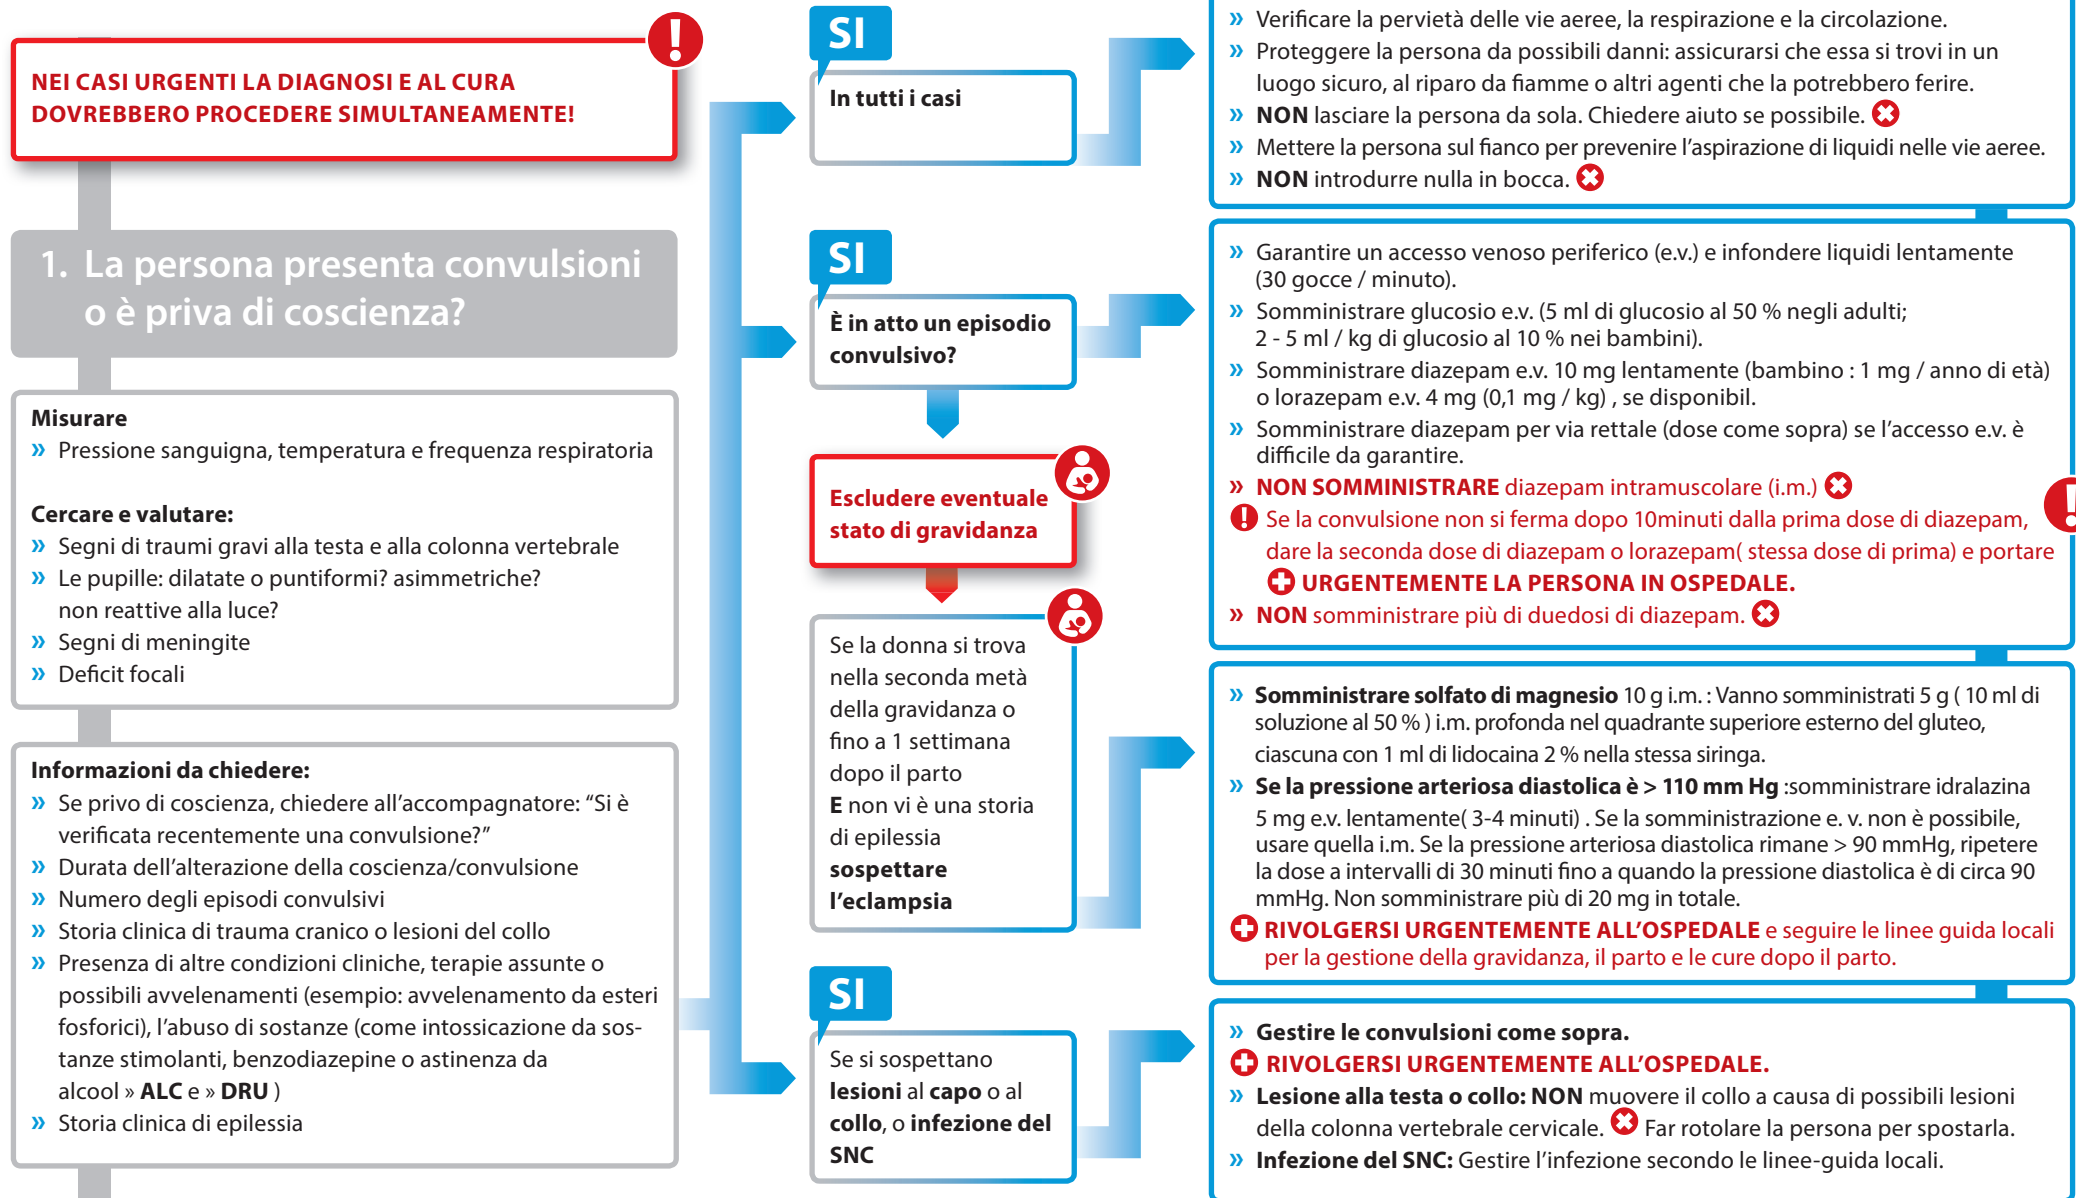 NEI CASI URGENTI LA DIAGNOSI E AL CURA
DOVREBBERO PROCEDERE SIMULTANEAMENTE!
1. La persona presenta convulsioni
o è priva di coscienza?
Misurare
» Pressione sanguigna, temperatura e frequenza respiratoria
Cercare e valutare:
» Segni di traumi gravi alla testa e alla colonna vertebrale
» Le pupille: dilatate o puntiformi? asimmetriche?
non reattive alla luce?
» Segni di meningite
» Deficit focali
Informazioni da chiedere:
» Se privo di coscienza, chiedere all’accompagnatore: “Si è
verificata recentemente una convulsione?”
» Durata dell’alterazione della coscienza/convulsione
» Numero degli episodi convulsivi
» Storia clinica di trauma cranico o lesioni del collo
» Presenza di altre condizioni cliniche, terapie assunte o
possibili avvelenamenti (esempio: avvelenamento da esteri
fosforici), l’abuso di sostanze (come intossicazione da sos-
tanze stimolanti, benzodiazepine o astinenza da
alcool » ALC e » DRU )
» Storia clinica di epilessia
SI
In tutti i casi
» Verificare la pervietà delle vie aeree, la respirazione e la circolazione.
» Proteggere la persona da possibili danni: assicurarsi che essa si trovi in un
luogo sicuro, al riparo da fiamme o altri agenti che la potrebbero ferire.
» NON lasciare la persona da sola. Chiedere aiuto se possibile.
» Mettere la persona sul fianco per prevenire l’aspirazione di liquidi nelle vie aeree.
» NON introdurre nulla in bocca.
SI
È in atto un episodio
convulsivo?
» Garantire un accesso venoso periferico (e.v.) e infondere liquidi lentamente
(30 gocce / minuto).
» Somministrare glucosio e.v. (5 ml di glucosio al 50 % negli adulti;
2 - 5 ml / kg di glucosio al 10 % nei bambini).
» Somministrare diazepam e.v. 10 mg lentamente (bambino : 1 mg / anno di età)
o lorazepam e.v. 4 mg (0,1 mg / kg) , se disponibil.
» Somministrare diazepam per via rettale (dose come sopra) se l’accesso e.v. è
difficile da garantire.
» NON SOMMINISTRARE diazepam intramuscolare (i.m.)
! Se la convulsione non si ferma dopo 10minuti dalla prima dose di diazepam,
dare la seconda dose di diazepam o lorazepam( stessa dose di prima) e portare
URGENTEMENTE LA PERSONA IN OSPEDALE.
» NON somministrare più di duedosi di diazepam.
Escludere eventuale
stato di gravidanza
Se la donna si trova
nella seconda metà
della gravidanza o
fino a 1 settimana
dopo il parto
E non vi è una storia
di epilessia
sospettare
l’eclampsia
» Somministrare solfato di magnesio 10 g i.m. : Vanno somministrati 5 g ( 10 ml di
soluzione al 50 % ) i.m. profonda nel quadrante superiore esterno del gluteo,
ciascuna con 1 ml di lidocaina 2 % nella stessa siringa.
» Se la pressione arteriosa diastolica è > 110 mm Hg :somministrare idralazina
5 mg e.v. lentamente( 3-4 minuti) . Se la somministrazione e. v. non è possibile,
usare quella i.m. Se la pressione arteriosa diastolica rimane > 90 mmHg, ripetere
la dose a intervalli di 30 minuti fino a quando la pressione diastolica è di circa 90
mmHg. Non somministrare più di 20 mg in totale.
RIVOLGERSI URGENTEMENTE ALL’OSPEDALE e seguire le linee guida locali
per la gestione della gravidanza, il parto e le cure dopo il parto.
SI
Se si sospettano
lesioni al capo o al
collo, o infezione del
SNC
» Gestire le convulsioni come sopra.
RIVOLGERSI URGENTEMENTE ALL’OSPEDALE.
» Lesione alla testa o collo: NON muovere il collo a causa di possibili lesioni
della colonna vertebrale cervicale. Far rotolare la persona per spostarla.
» Infezione del SNC: Gestire l’infezione secondo le linee-guida locali.